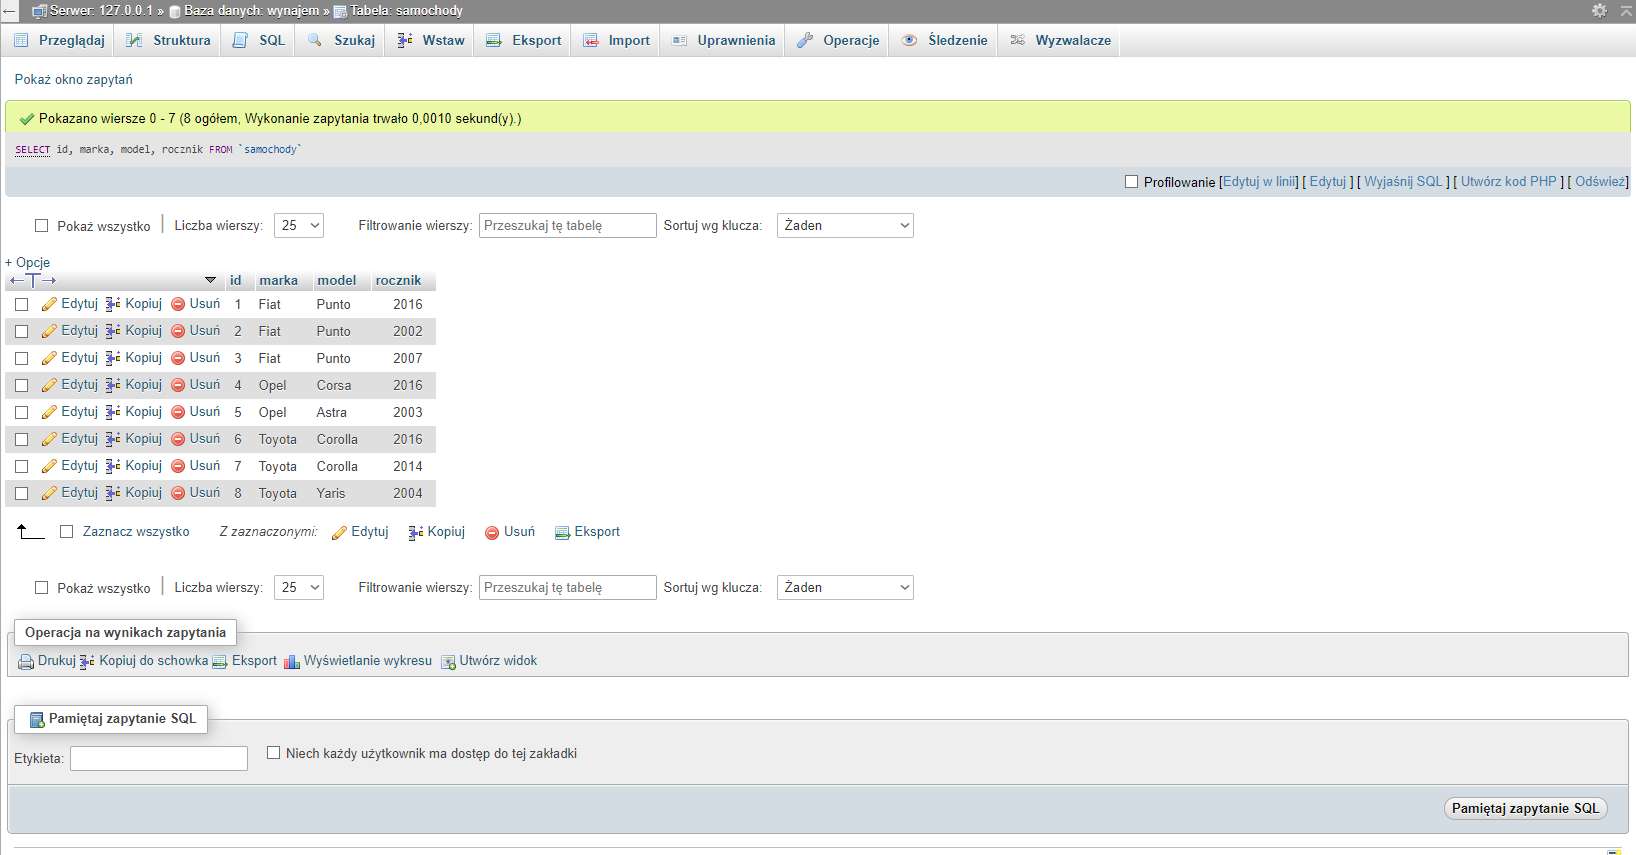 Serwer: 127.0.0.1 » Baza danych: wynajem » Tabela: samochody
Przeglądaj Struktura SQL Szukaj Wstaw Eksport Import Uprawnienia Operacje Śledzenie Wyzwalacze
Pokaż okno zapytań
Pokazano wiersze 0 - 7 (8 ogółem, Wykonanie zapytania trwało 0,0010 sekund(y).)
SELECT id, marka, model, rocznik FROM `samochody`
Profilowanie [Edytuj w linii] [ Edytuj ] [ Wyjaśnij SQL ] [ Utwórz kod PHP ] [ Odśwież]
Pokaż wszystko | Liczba wierszy: 25 Filtrowanie wierszy: Przeszukaj tę tabelę Sortuj wg klucza: Żaden
+ Opcje
←T→ id marka model rocznik
Edytuj Kopiuj Usuń 1 Fiat Punto 2016
Edytuj Kopiuj Usuń 2 Fiat Punto 2002
Edytuj Kopiuj Usuń 3 Fiat Punto 2007
Edytuj Kopiuj Usuń 4 Opel Corsa 2016
Edytuj Kopiuj Usuń 5 Opel Astra 2003
Edytuj Kopiuj Usuń 6 Toyota Corolla 2016
Edytuj Kopiuj Usuń 7 Toyota Corolla 2014
Edytuj Kopiuj Usuń 8 Toyota Yaris 2004
Zaznacz wszystko Z zaznaczonymi: Edytuj Kopiuj Usuń Eksport
Pokaż wszystko | Liczba wierszy: 25 Filtrowanie wierszy: Przeszukaj tę tabelę Sortuj wg klucza: Żaden
Operacja na wynikach zapytania
Drukuj Kopiuj do schowka Eksport Wyświetlanie wykresu Utwórz widok
Pamiętaj zapytanie SQL
Etykieta: Niech każdy użytkownik ma dostęp do tej zakładki
Pamiętaj zapytanie SQL